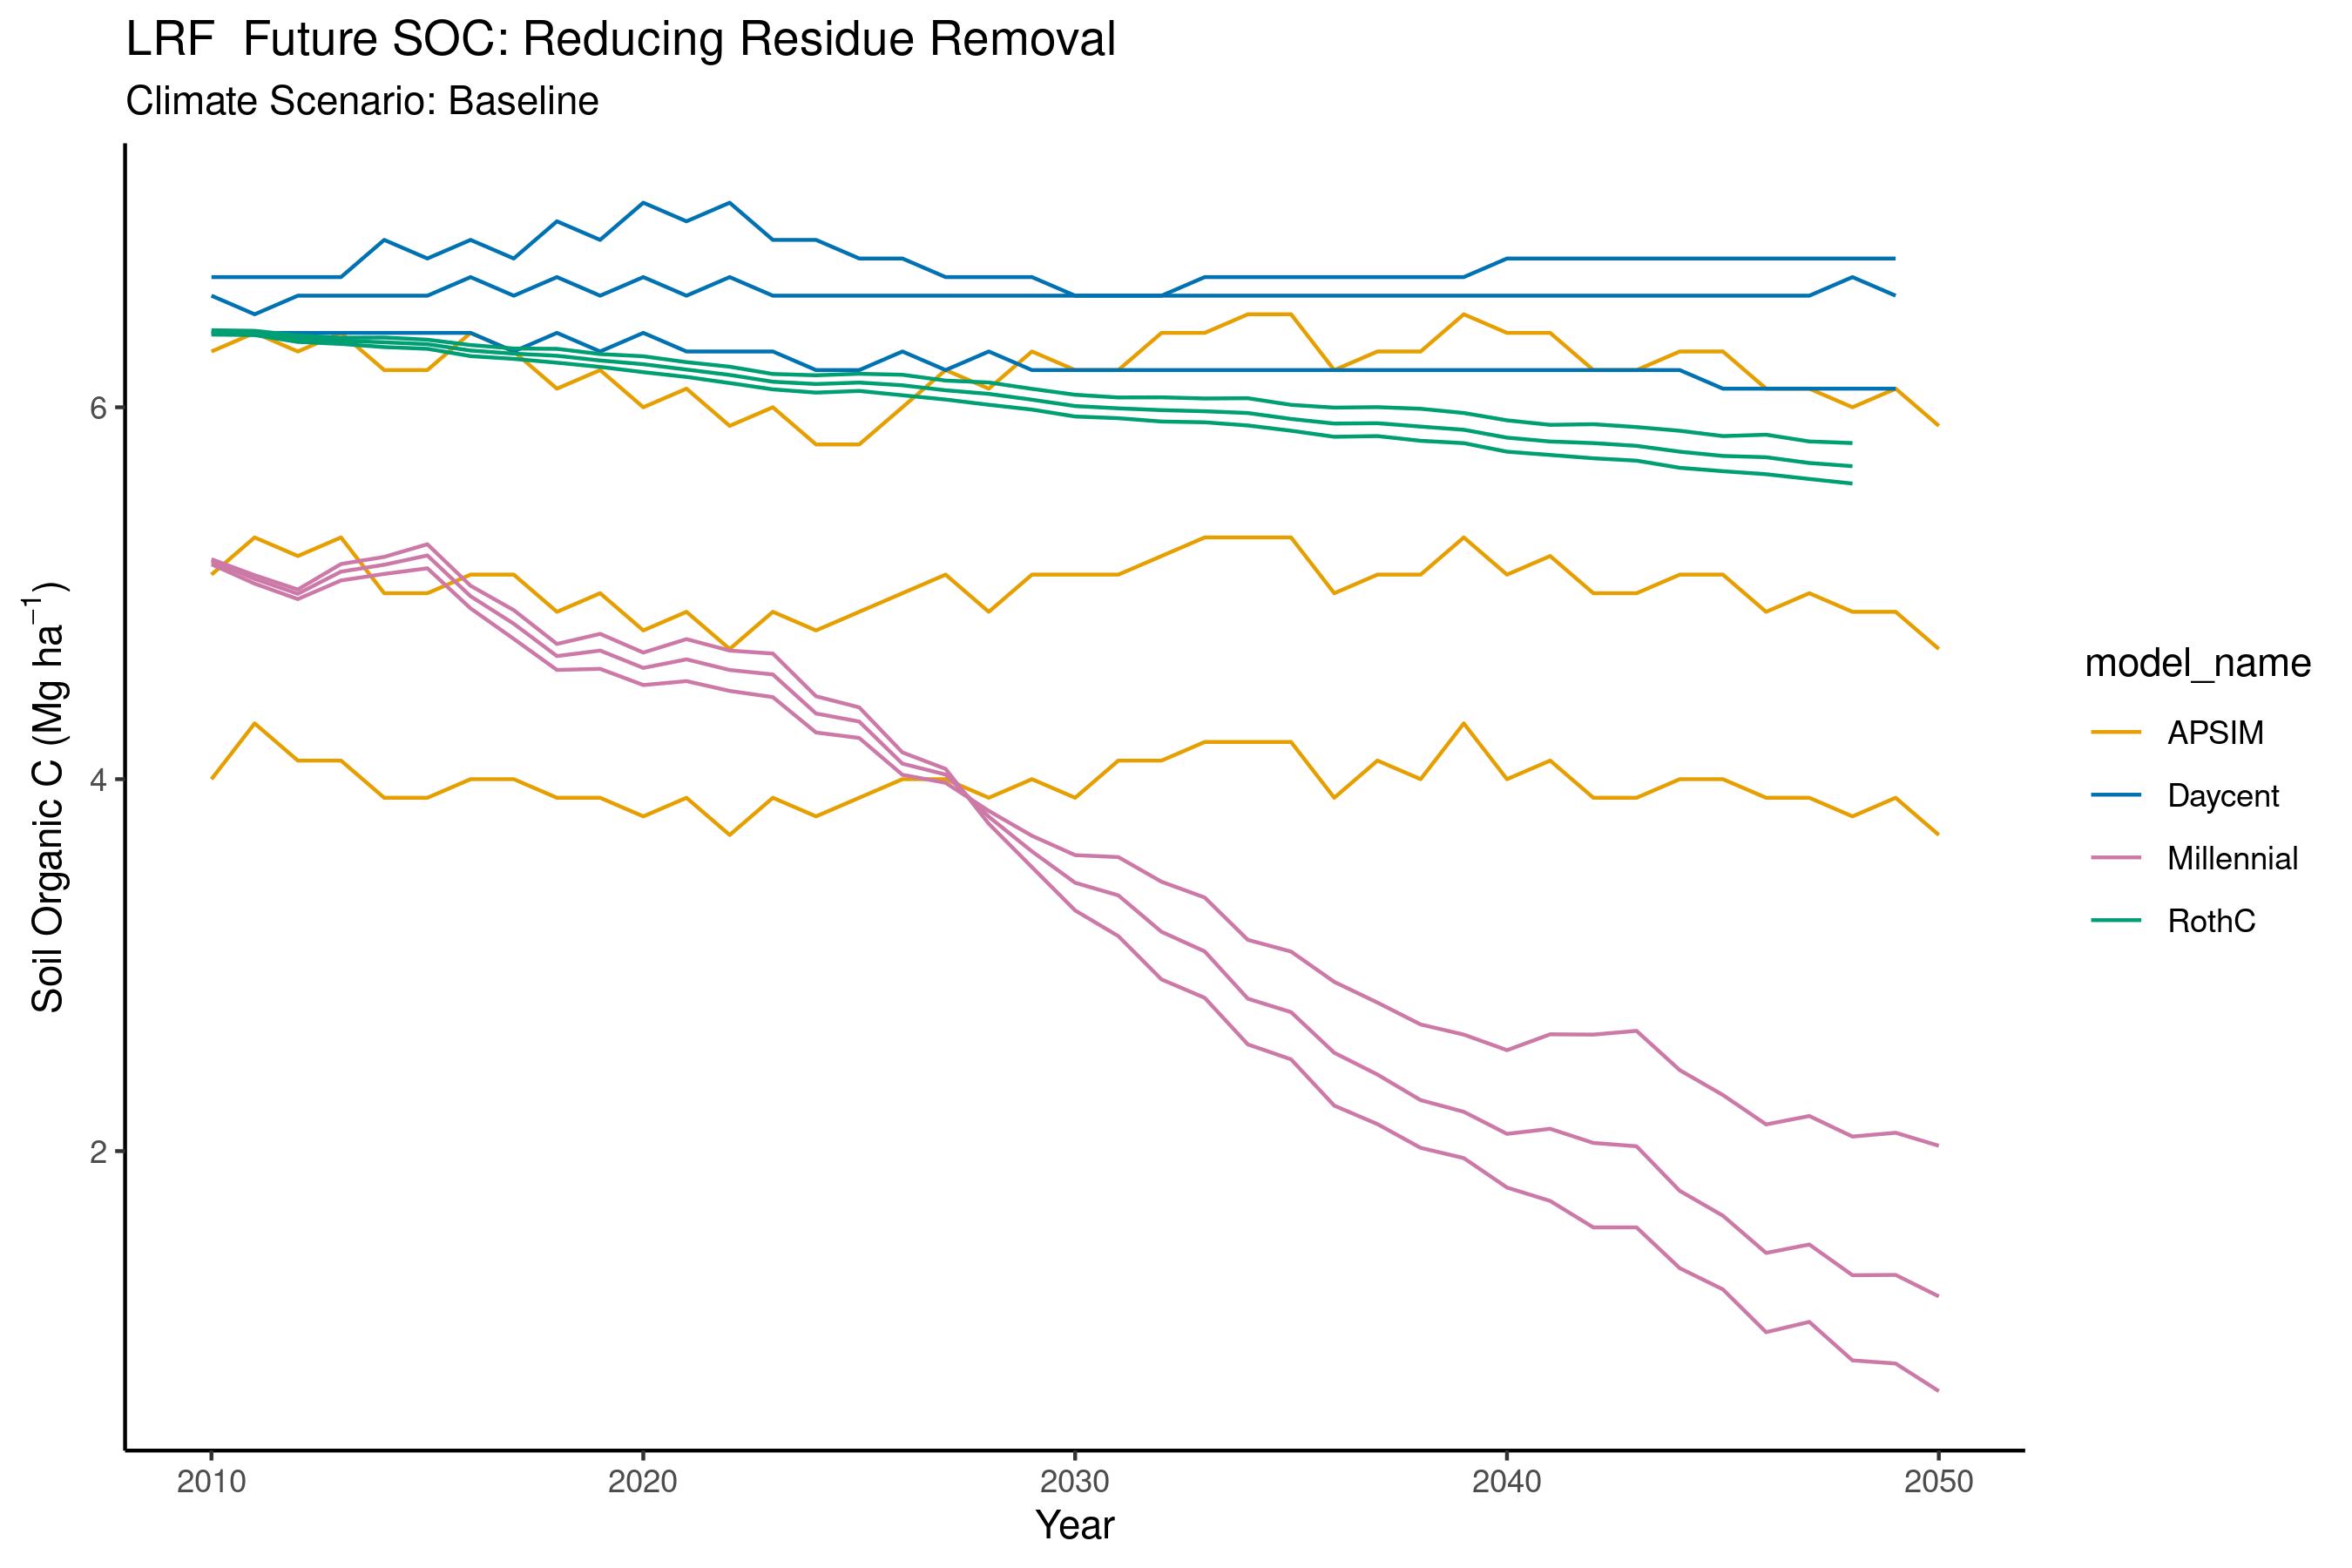 LRF  Future SOC: Reducing Residue Removal
Climate Scenario: Baseline
Soil Organic C (Mg ha⁻¹)
6
4
2
2010 2020 2030 2040 2050
Year
model_name
APSIM
Daycent
Millennial
RothC